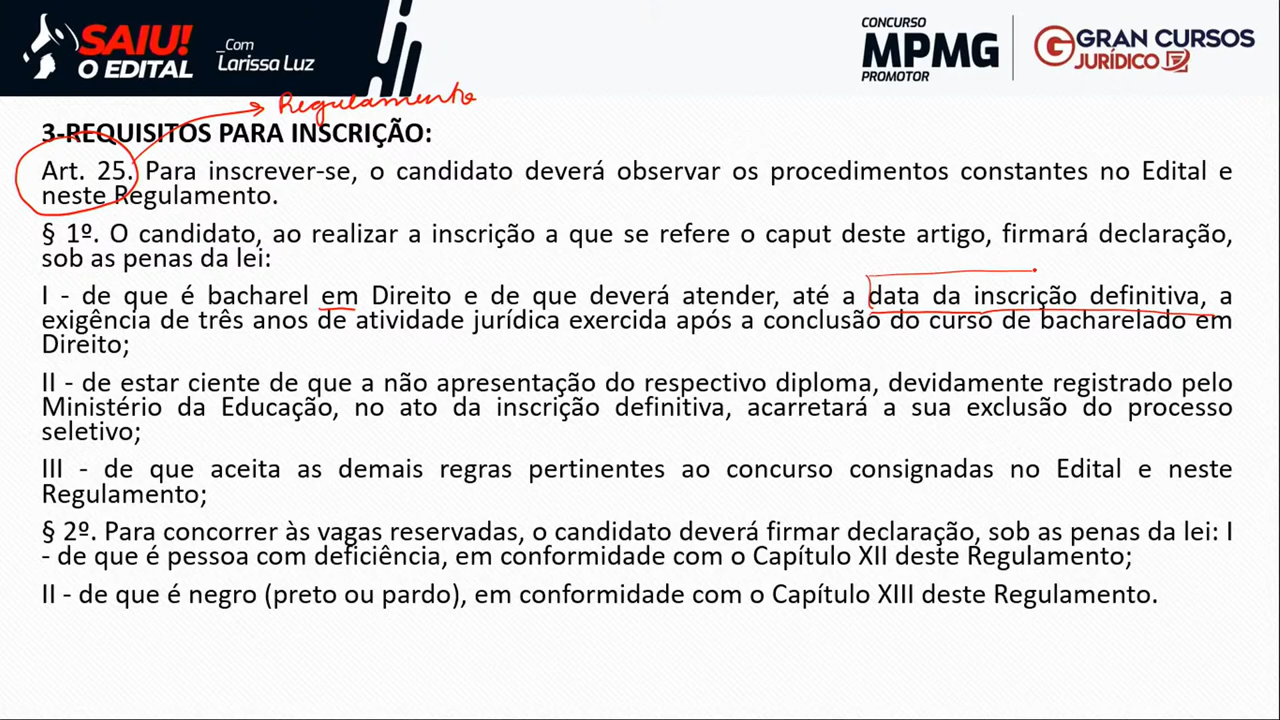 SAIU!
O EDITAL
_Com
Larissa Luz
CONCURSO
MPMG
PROMOTOR
GRAN CURSOS
JURÍDICO
Regulamento
3-REQUISITOS PARA INSCRIÇÃO:
Art. 25. Para inscrever-se, o candidato deverá observar os procedimentos constantes no Edital e
neste Regulamento.
§ 1º. O candidato, ao realizar a inscrição a que se refere o caput deste artigo, firmará declaração,
sob as penas da lei:
I - de que é bacharel em Direito e de que deverá atender, até a data da inscrição definitiva, a
exigência de três anos de atividade jurídica exercida após a conclusão do curso de bacharelado em
Direito;
II - de estar ciente de que a não apresentação do respectivo diploma, devidamente registrado pelo
Ministério da Educação, no ato da inscrição definitiva, acarretará a sua exclusão do processo
seletivo;
III - de que aceita as demais regras pertinentes ao concurso consignadas no Edital e neste
Regulamento;
§ 2º. Para concorrer às vagas reservadas, o candidato deverá firmar declaração, sob as penas da lei: I
- de que é pessoa com deficiência, em conformidade com o Capítulo XII deste Regulamento;
II - de que é negro (preto ou pardo), em conformidade com o Capítulo XIII deste Regulamento.